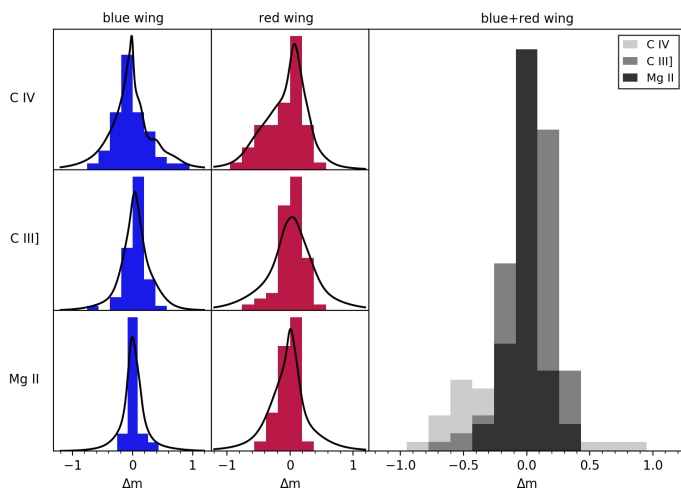 blue wing
red wing
blue+red wing
C IV
C III]
Mg II
C IV
C III]
Mg II
−1 0 1
−1 0 1
−1.0 −0.5 0.0 0.5 1.0
Δm
Δm
Δm